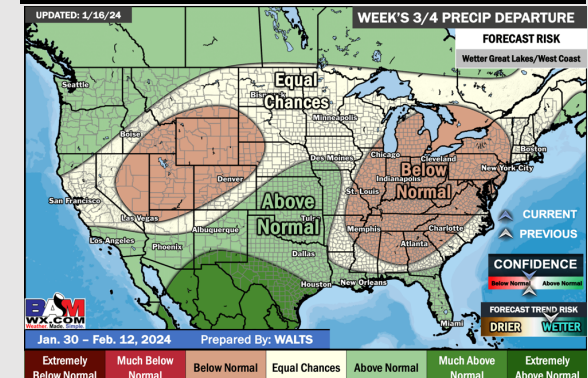 UPDATED: 1/16/24
WEEK'S 3/4 PRECIP DEPARTURE
FORECAST RISK
Wetter Great Lakes/West Coast
Seattle
Equal
Chances
Minneapolis
Boise
Boston
Des Moines
Chicago
Cleveland
New York City
Denver
Below
Normal
Indianapolis
St. Louis
San Francisco
Above
Normal
Las Vegas
Albuquerque
Memphis
Charlotte
CURRENT
PREVIOUS
Los Angeles
Phoenix
Atlanta
Dallas
CONFIDENCE
Below Normal
Above Normal
Houston
New Orleans
BAM
WX.COM
Weather. Made. Simple.
Miami
FORECAST TREND RISK
DRIER
WETTER
Jan. 30 – Feb. 12, 2024
Prepared By: WALTS
Extremely
Below Normal
Much Below
Normal
Below Normal
Equal Chances
Above Normal
Much Above
Normal
Extremely
Above Normal